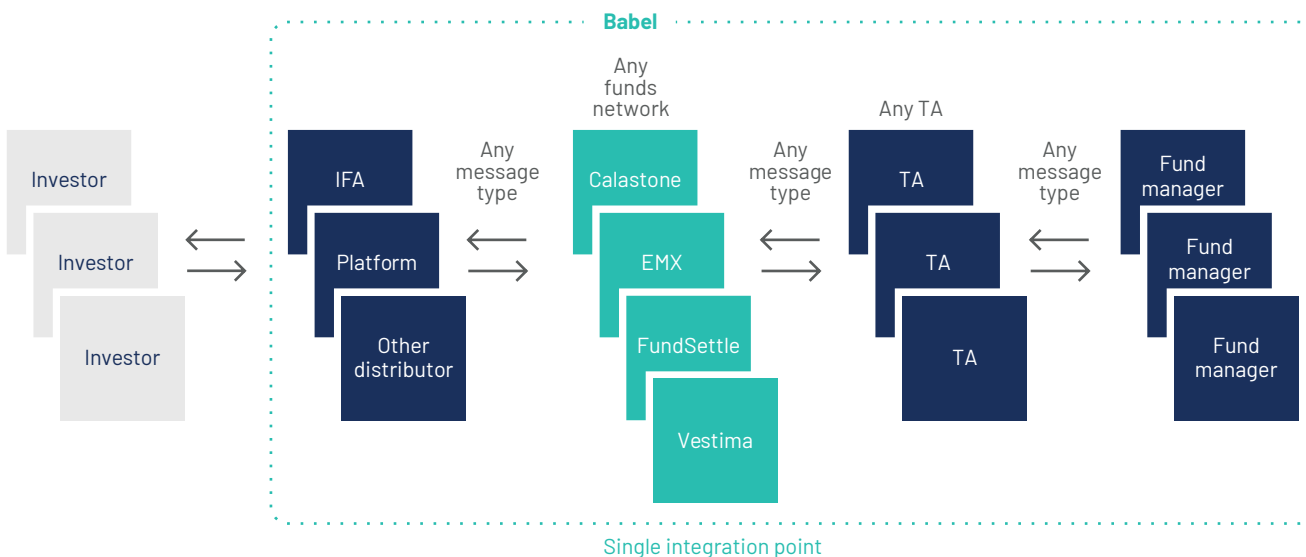 Babel
Any
funds
network
Any TA
Investor
Investor
Investor
IFA
Platform
Other
distributor
Any
message
type
Calastone
EMX
FundSettle
Vestima
Any
message
type
TA
TA
TA
Any
message
type
Fund
manager
Fund
manager
Fund
manager
Single integration point